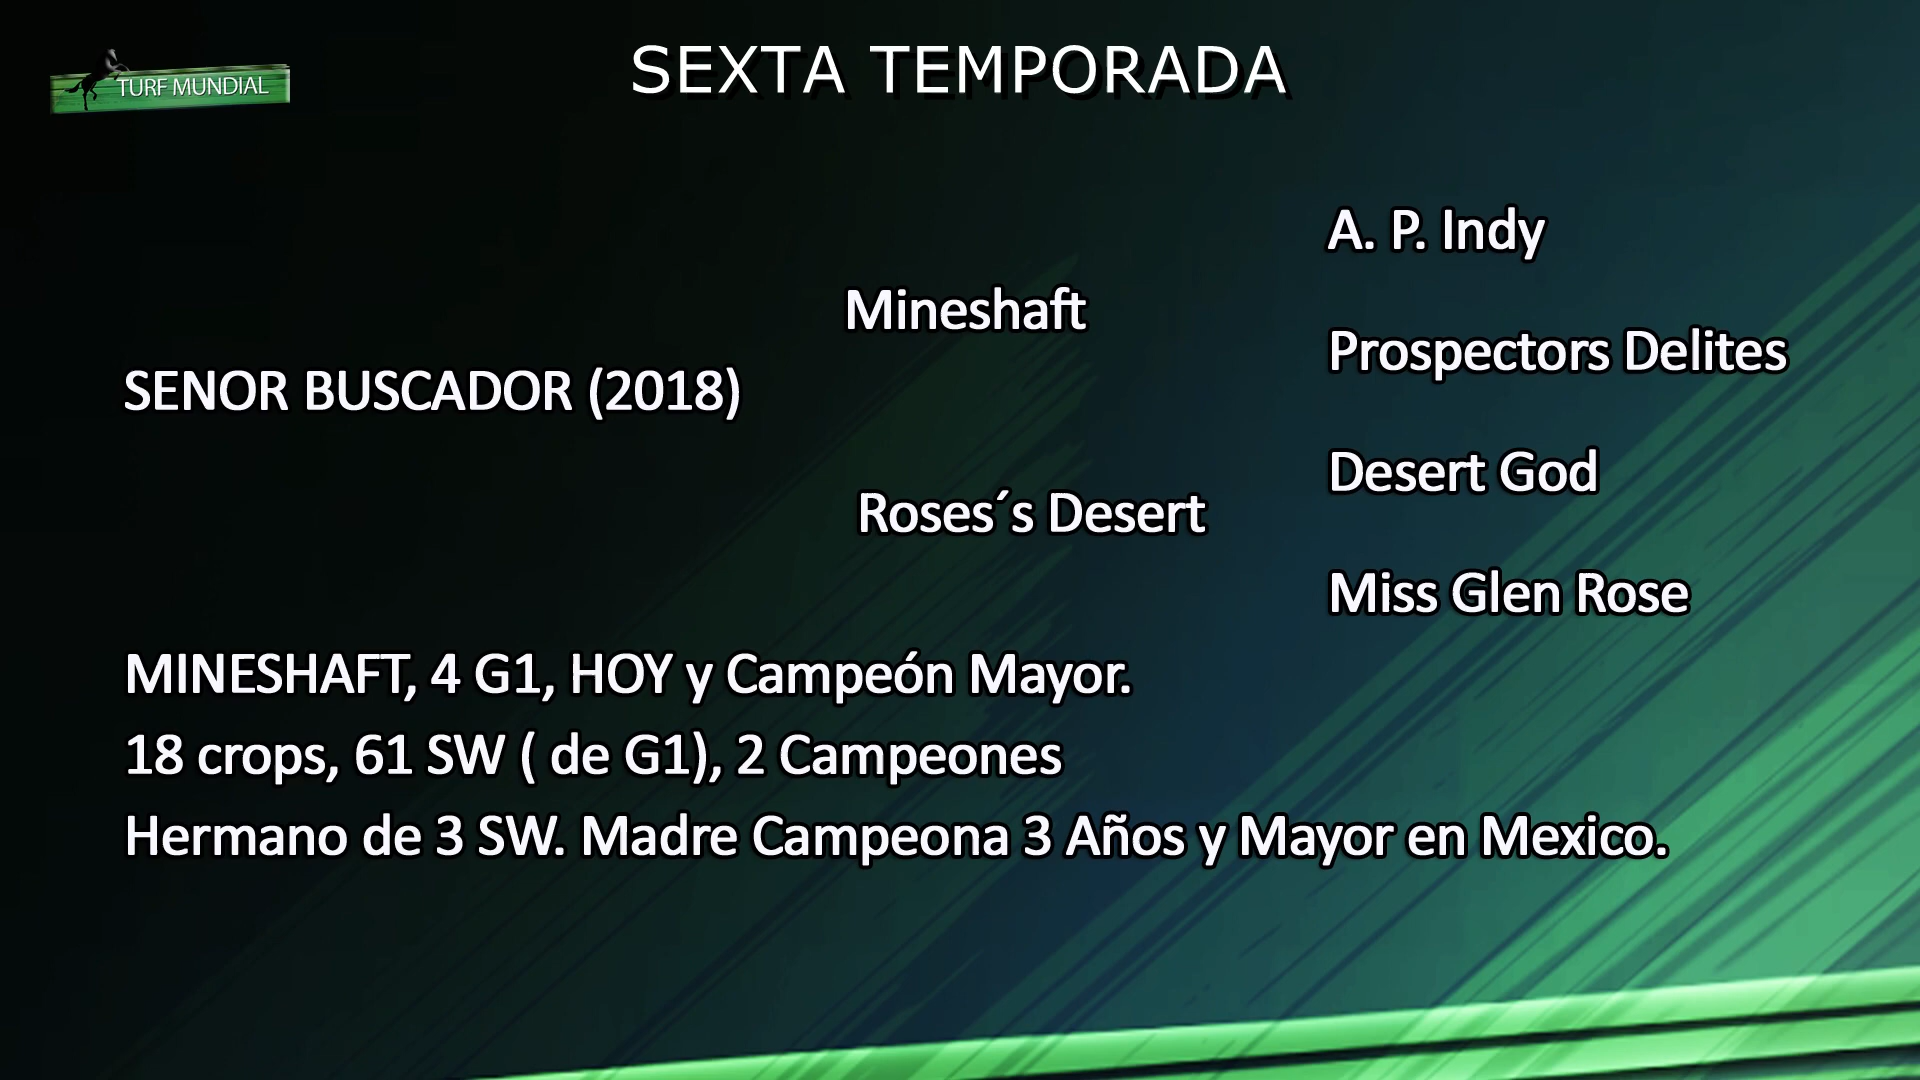 TURF MUNDIAL
SEXTA TEMPORADA
A. P. Indy
Mineshaft
Prospectors Delites
SENOR BUSCADOR (2018)
Desert God
Roses´s Desert
Miss Glen Rose
MINESHAFT, 4 G1, HOY y Campeón Mayor.
18 crops, 61 SW ( de G1), 2 Campeones
Hermano de 3 SW. Madre Campeona 3 Años y Mayor en Mexico.